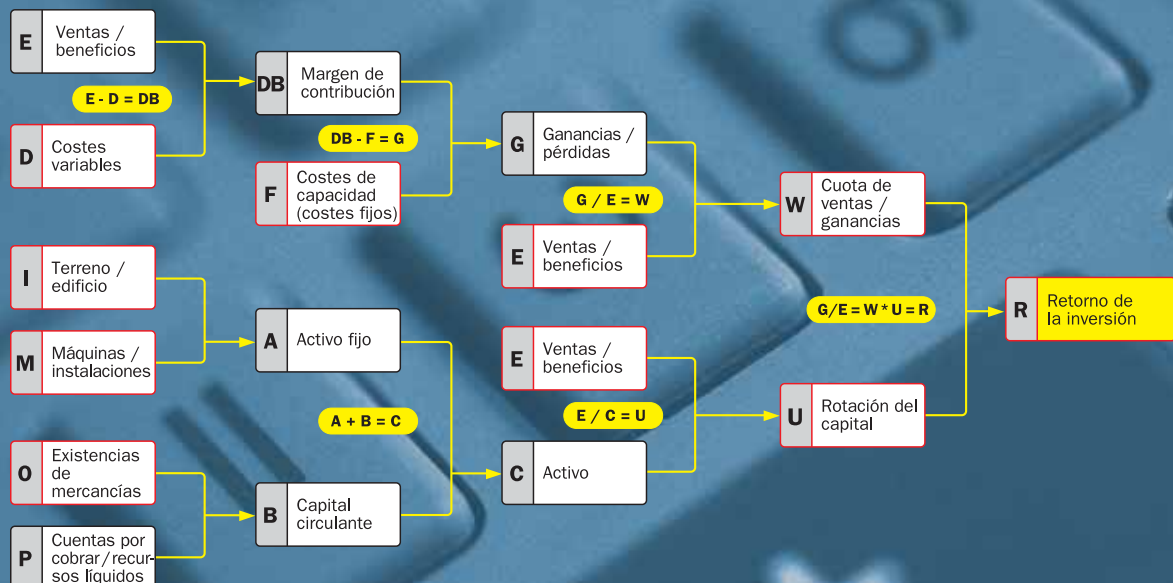 E
Ventas /
beneficios
E - D = DB
D
Costes
variables
DB
Margen de
contribución
DB - F = G
F
Costes de
capacidad
(costes fijos)
G
Ganancias /
pérdidas
G / E = W
E
Ventas /
beneficios
W
Cuota de
ventas /
ganancias
I
Terreno /
edificio
M
Máquinas /
instalaciones
A
Activo fijo
A + B = C
O
Existencias
de
mercancías
P
Cuentas por
cobrar/recur-
sos líquidos
B
Capital
circulante
E
Ventas /
beneficios
E / C = U
C
Activo
U
Rotación del
capital
G/E = W * U = R
R
Retorno de
la inversión